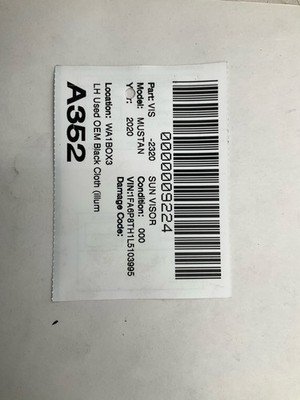 0000009224
Part: VIS -2320 SUN VISOR
Model: MUSTAN Condition: 000
Year: 2020 VIN:1FA6P8TH1L5103995
Damage Code:
Location: WA1BOX3
LH Used OEM Black Cloth (illum
A352